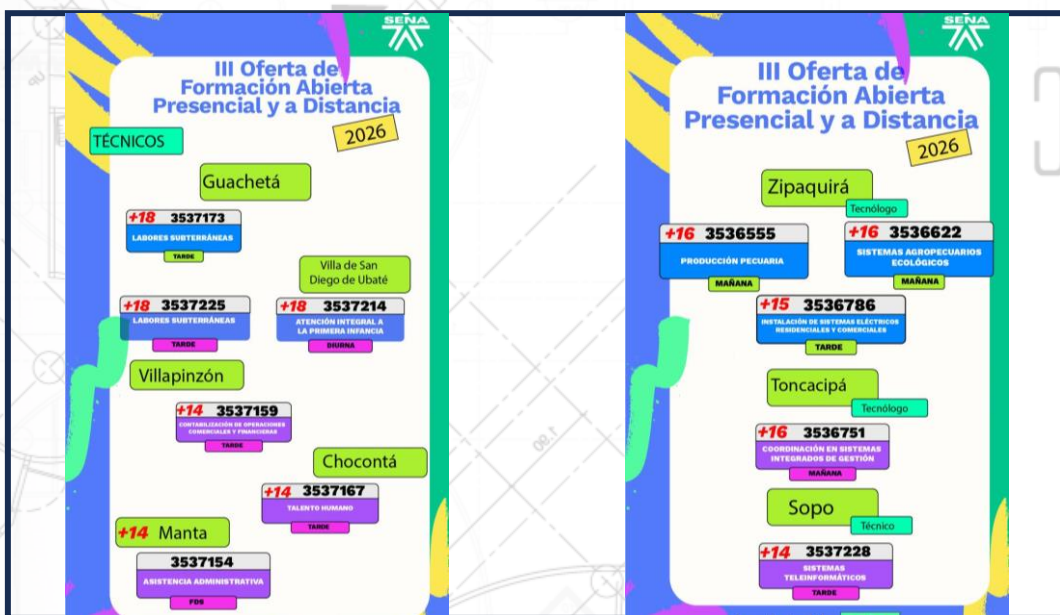 SENA
III Oferta de
Formación Abierta
Presencial y a Distancia
2026
TÉCNICOS
Guachetá
+18 3537173
LABORES SUBTERRÁNEAS
TARDE
Villa de San
Diego de Ubaté
+18 3537225
LABORES SUBTERRÁNEAS
TARDE
+18 3537214
ATENCIÓN INTEGRAL A
LA PRIMERA INFANCIA
DIURNA
Villapinzón
+14 3537159
CONTABILIZACIÓN DE OPERACIONES
COMERCIALES Y FINANCIERAS
TARDE
Chocontá
+14 3537167
TALENTO HUMANO
TARDE
+14 Manta
3537154
ASISTENCIA ADMINISTRATIVA
FDS
SENA
III Oferta de
Formación Abierta
Presencial y a Distancia
2026
Zipaquirá
Tecnólogo
+16 3536555
PRODUCCIÓN PECUARIA
MAÑANA
+16 3536622
SISTEMAS AGROPECUARIOS
ECOLÓGICOS
MAÑANA
+15 3536786
INSTALACIÓN DE SISTEMAS ELÉCTRICOS
RESIDENCIALES Y COMERCIALES
TARDE
Toncacipá
Tecnólogo
+16 3536751
COORDINACIÓN EN SISTEMAS
INTEGRADOS DE GESTIÓN
MAÑANA
Sopo
Técnico
+14 3537228
SISTEMAS
TELEINFORMÁTICOS
TARDE
1.90